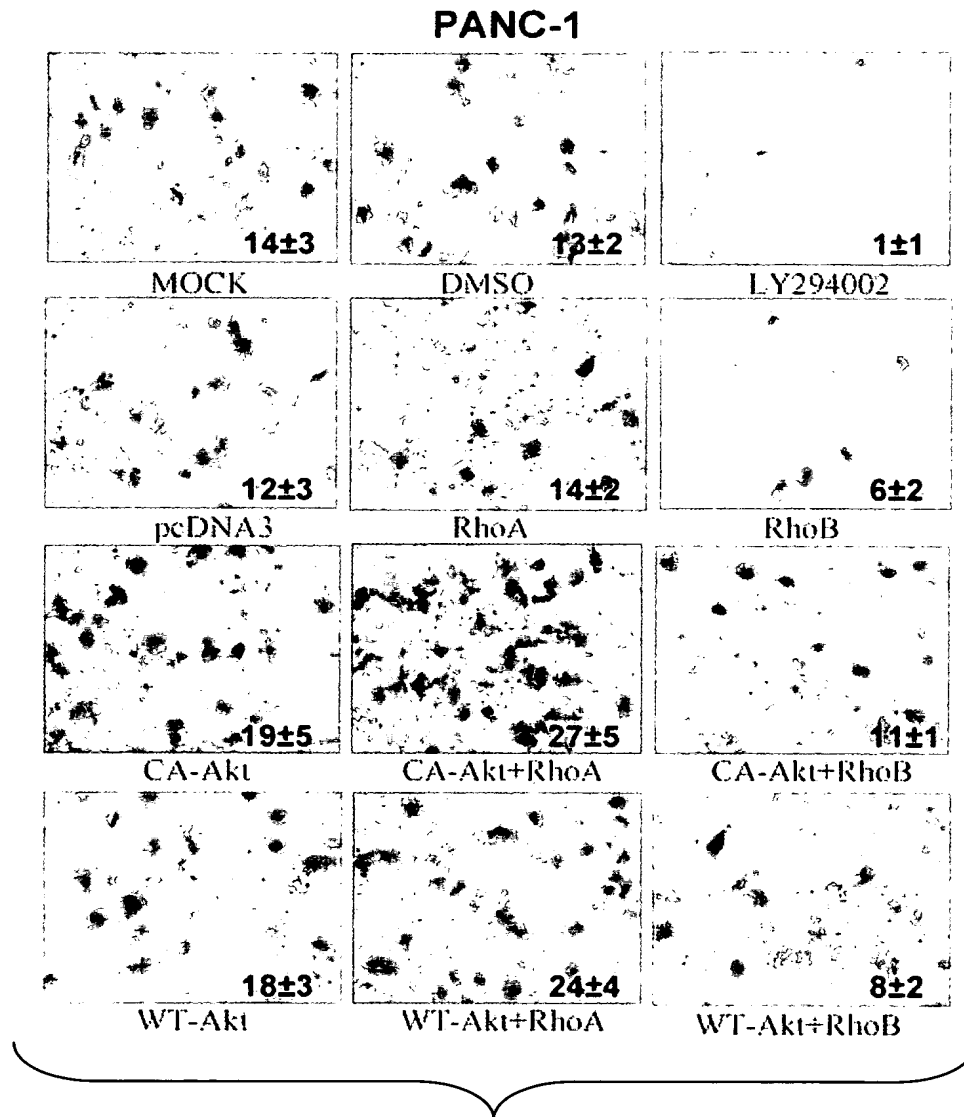 PANC-1
14±3 13±2 1±1
MOCK DMSO LY294002
12±3 14±2 6±2
pcDNA3 RhoA RhoB
19±5 27±5 11±1
CA-Akt CA-Akt+RhoA CA-Akt+RhoB
18±3 24±4 8±2
WT-Akt WT-Akt+RhoA WT-Akt+RhoB